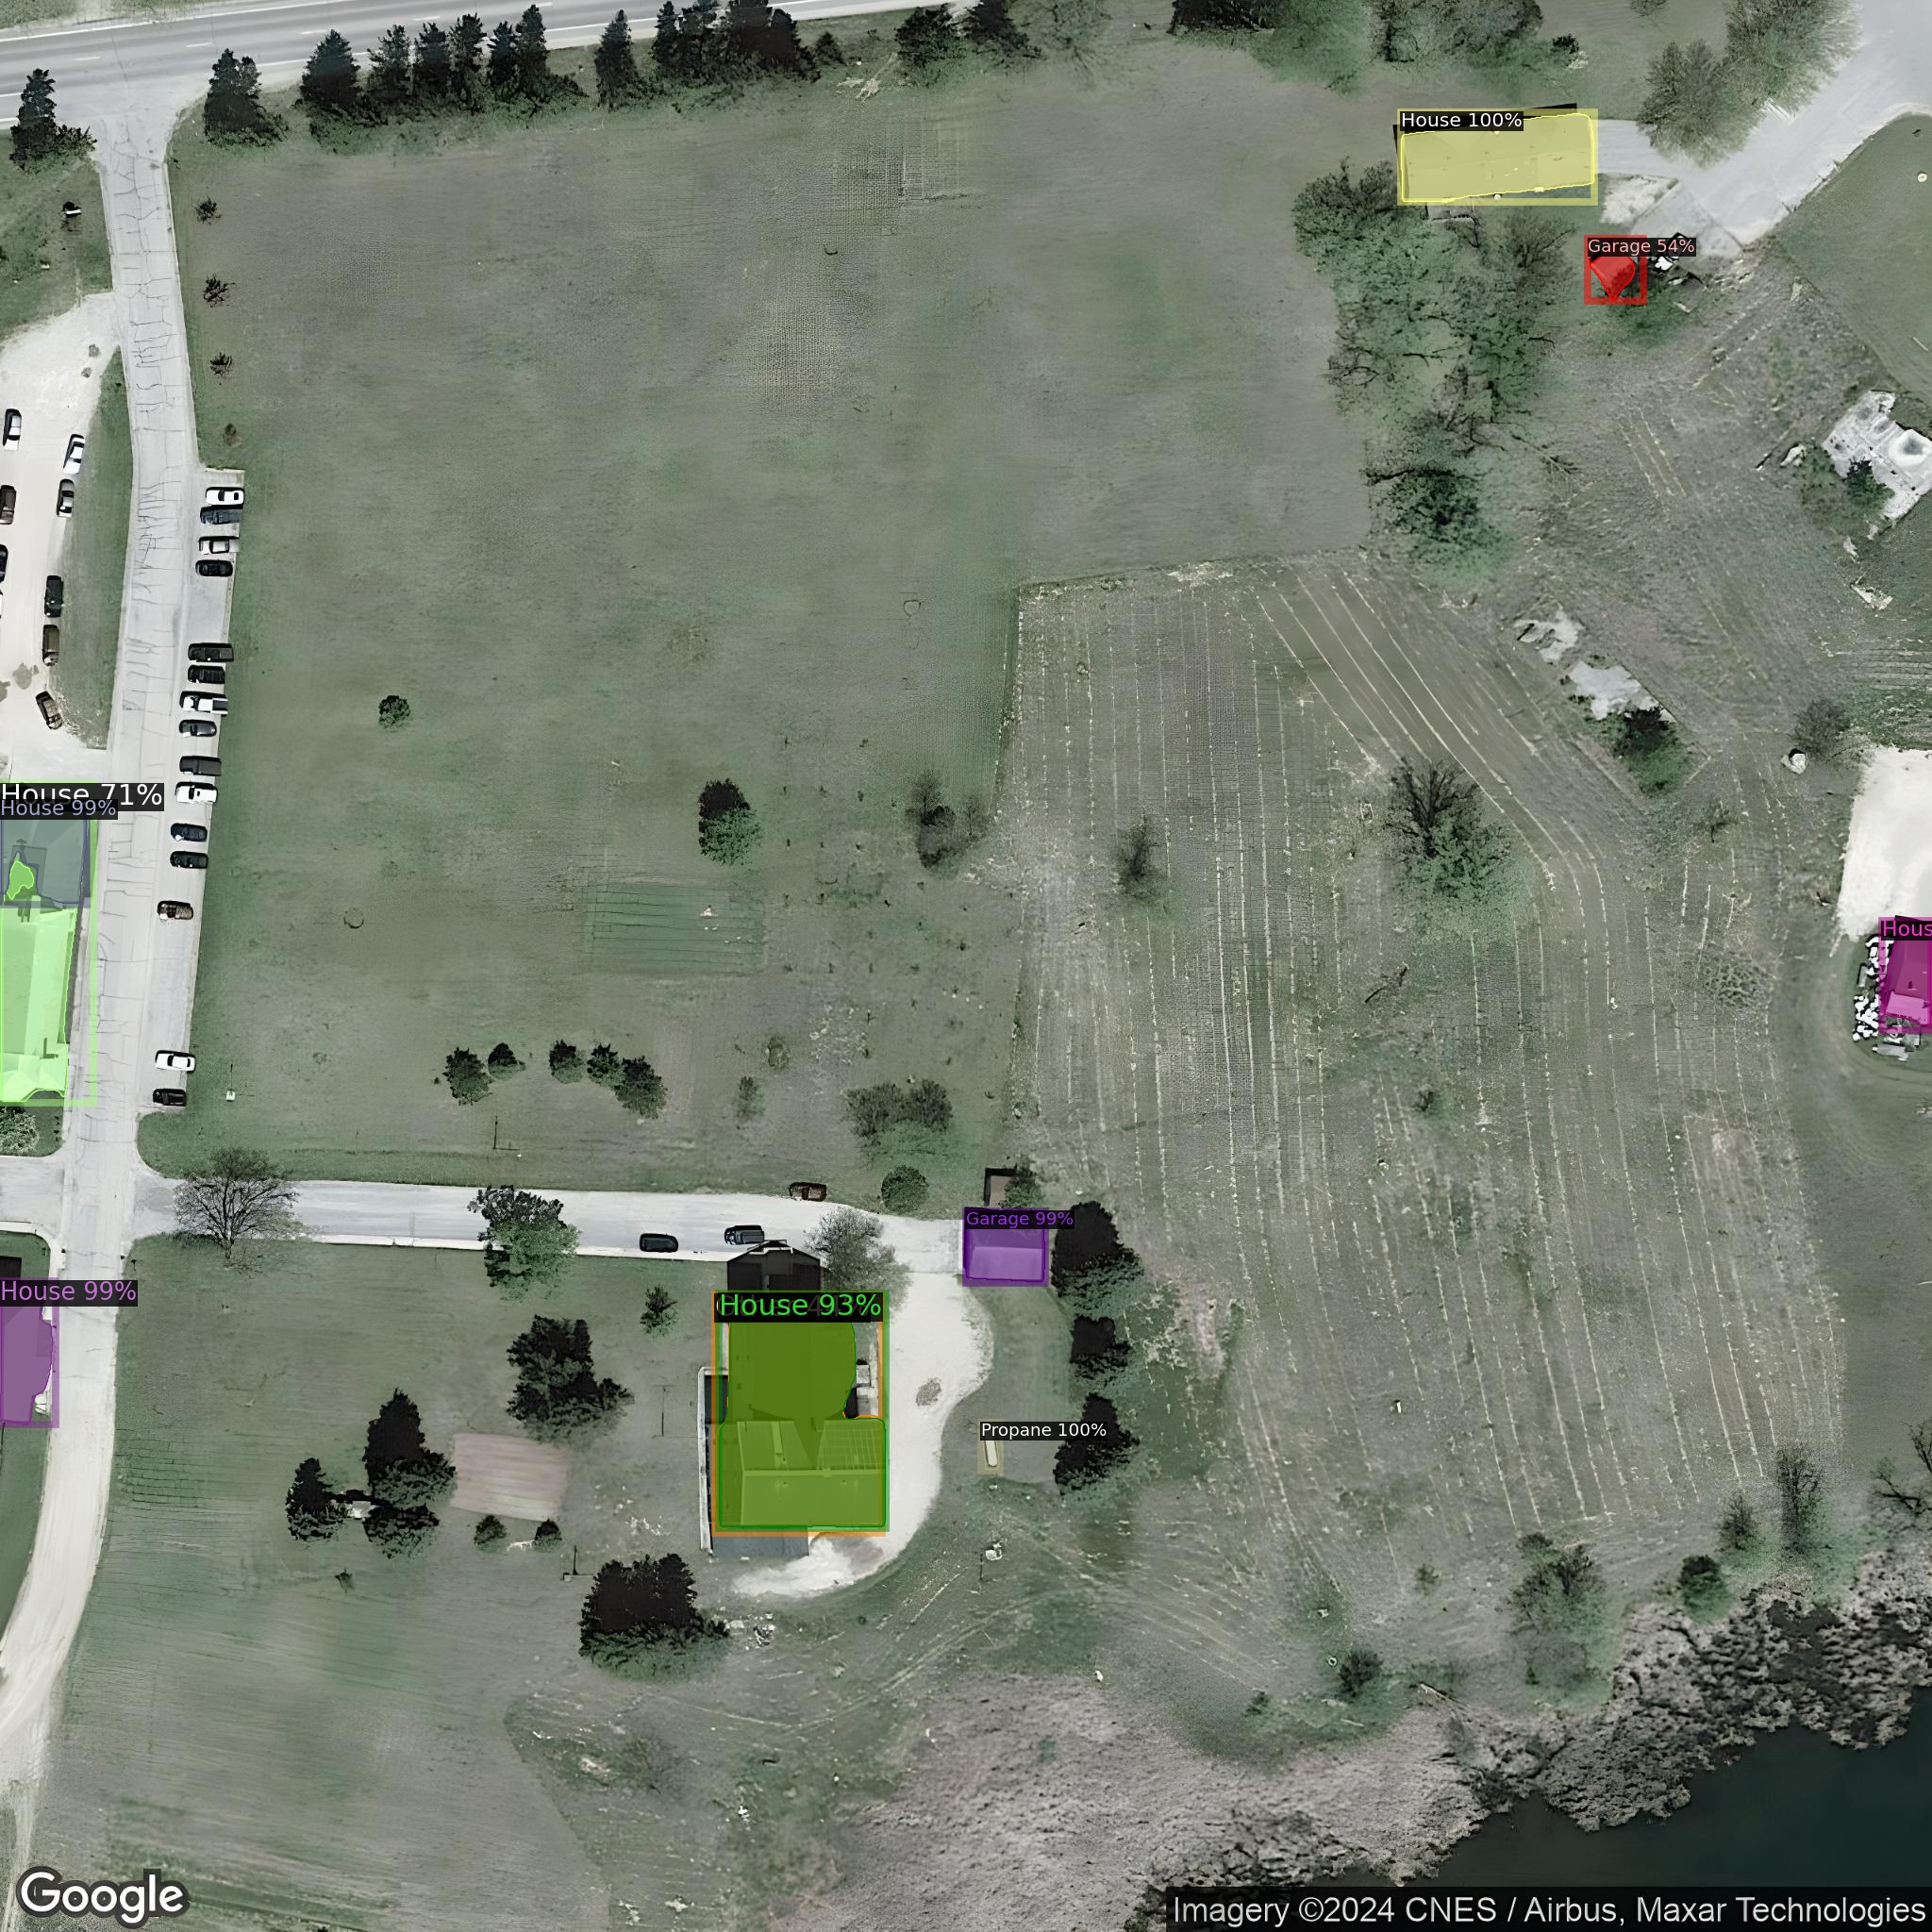 House 100%
Garage 54%
House 71%
House 99%
Hous
Garage 99%
House 99%
House 93%
Propane 100%
Google
Imagery ©2024 CNES / Airbus, Maxar Technologies